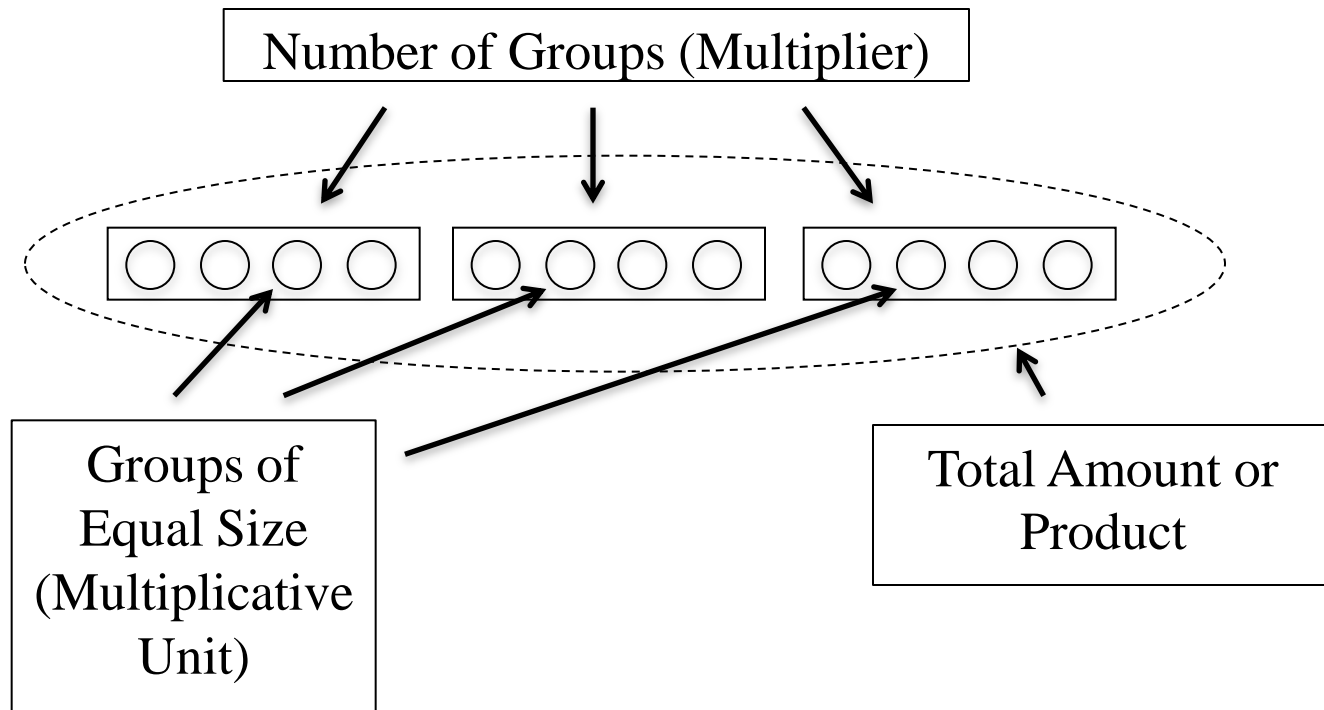 Number of Groups (Multiplier)
Groups of
Equal Size
(Multiplicative
Unit)
Total Amount or
Product